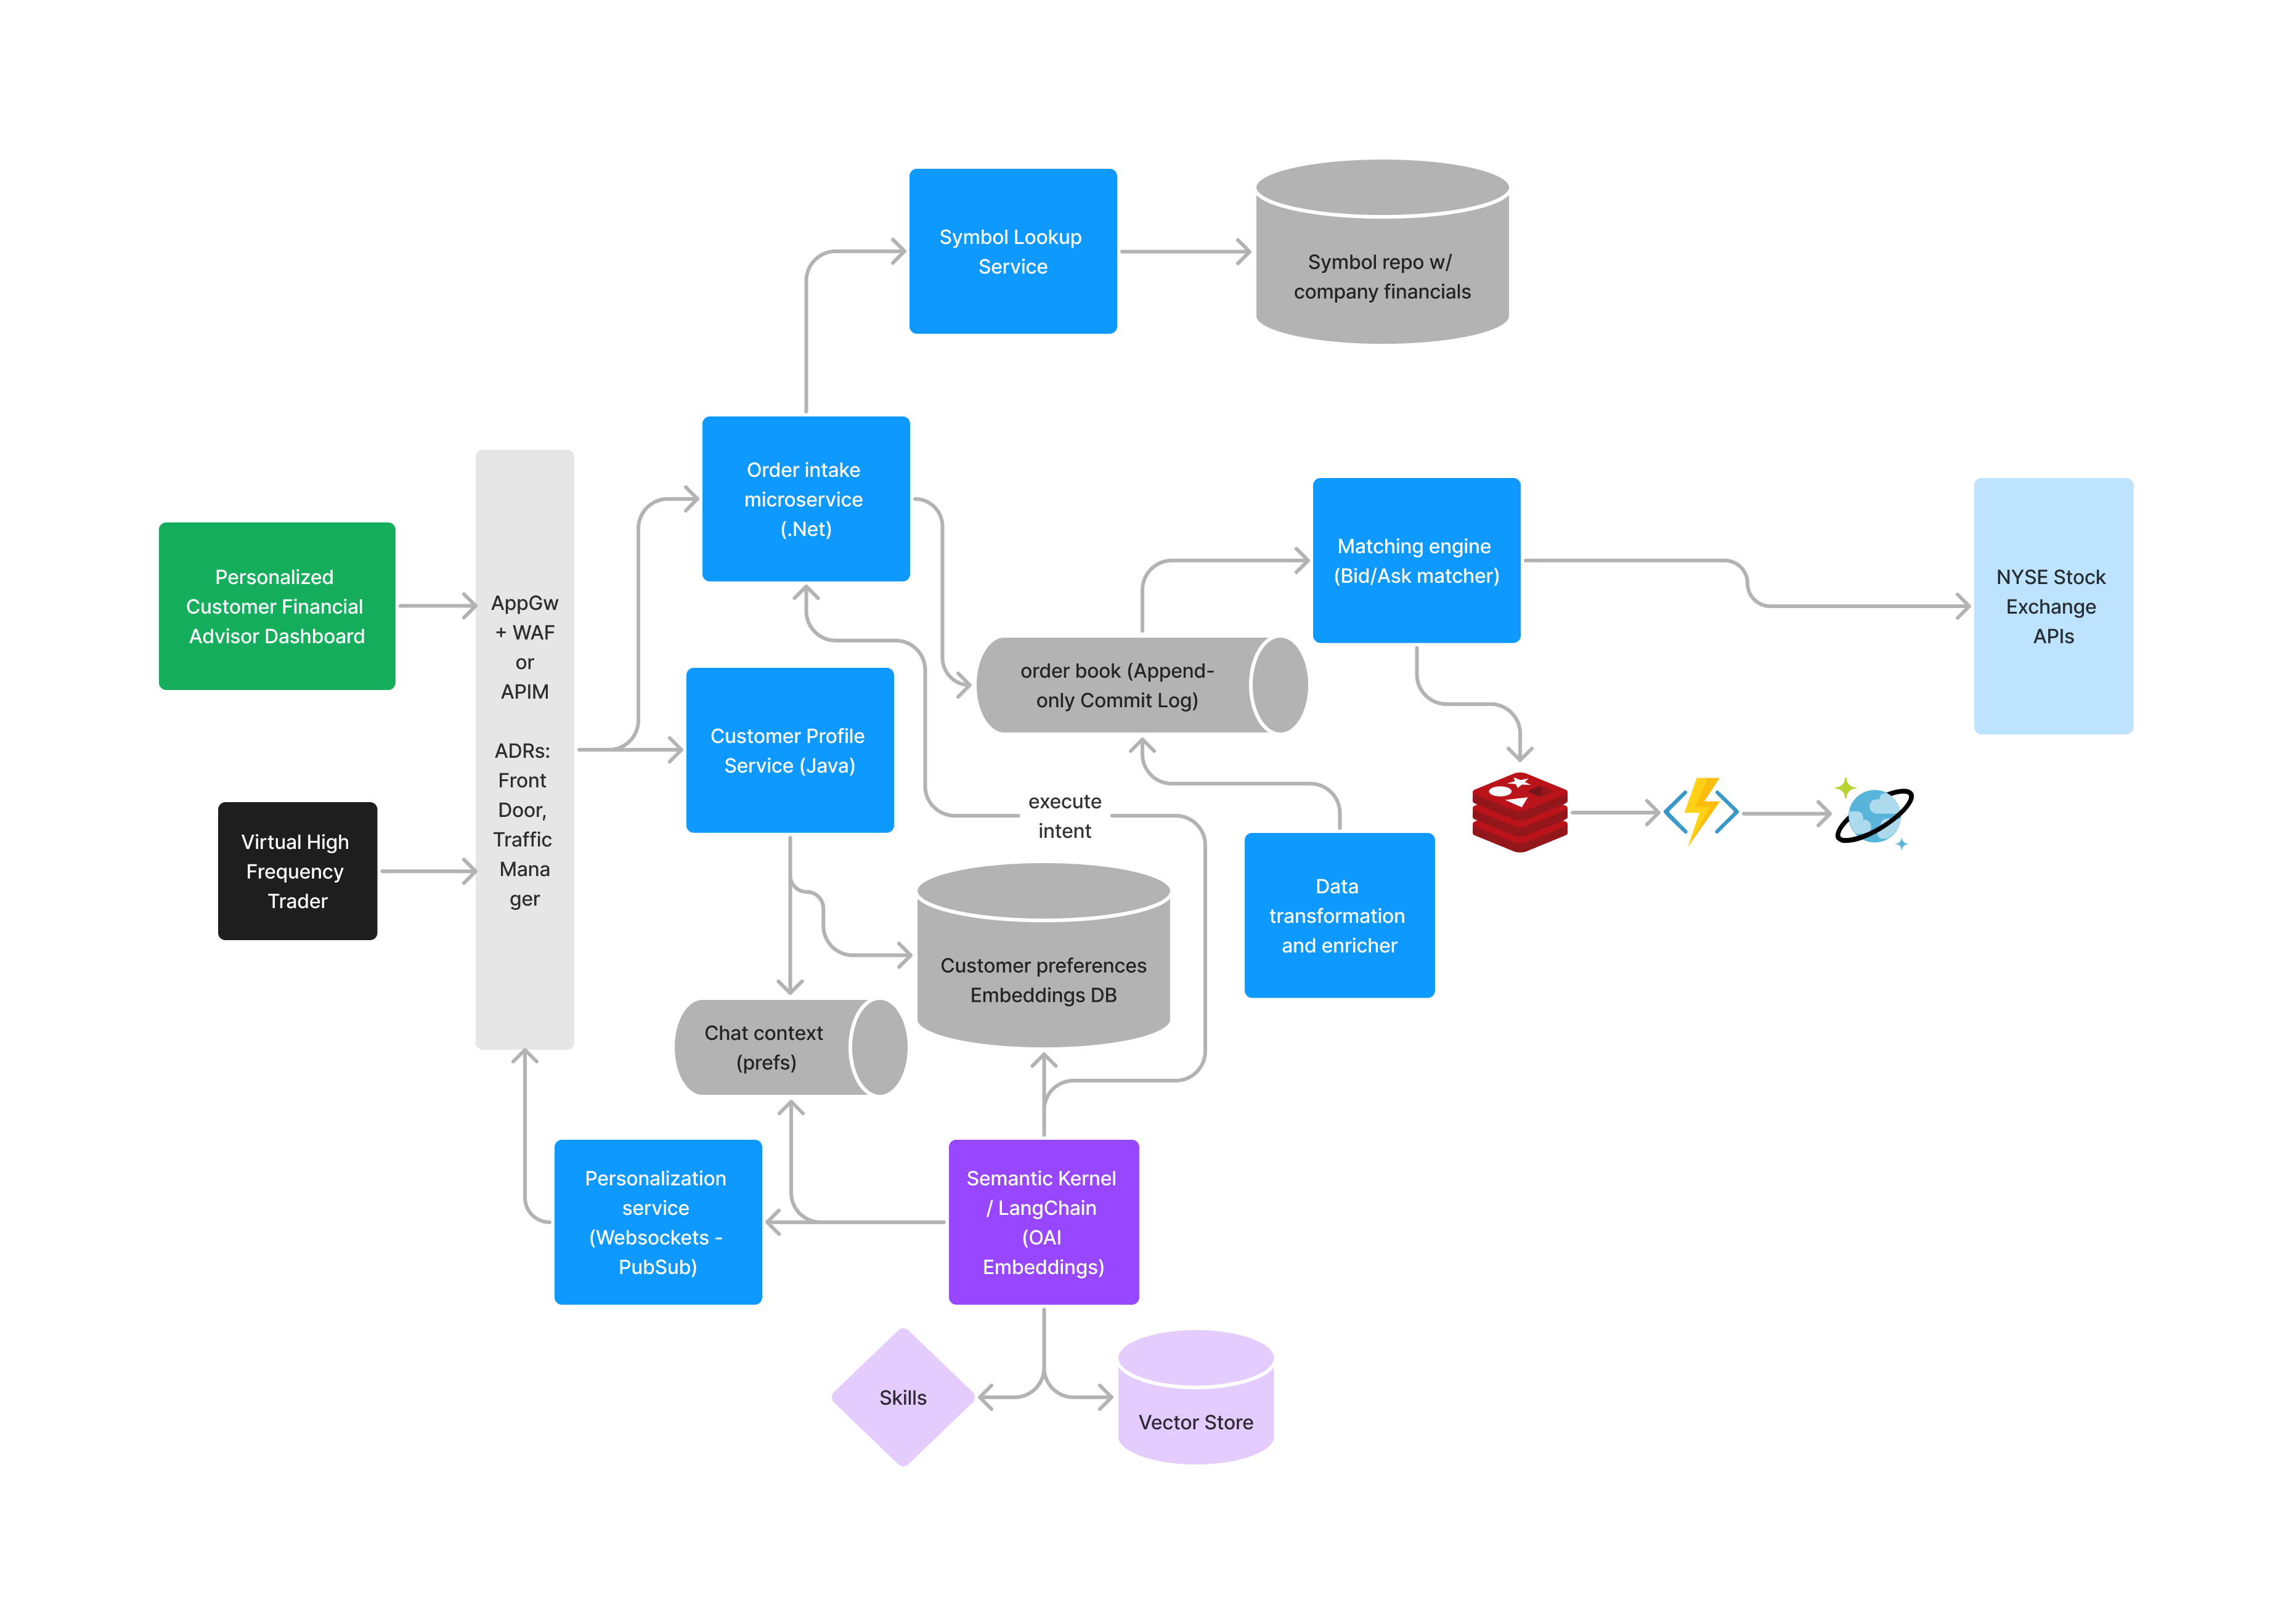 Symbol Lookup
Service
Symbol repo w/
company financials
Order intake
microservice
(.Net)
Matching engine
(Bid/Ask matcher)
NYSE Stock
Exchange
APIs
Personalized
Customer Financial
Advisor Dashboard
AppGw
+ WAF
or
APIM
ADRs:
Front
Door,
Traffic
Mana
ger
order book (Append-
only Commit Log)
Customer Profile
Service (Java)
Virtual High
Frequency
Trader
execute
intent
Data
transformation
and enricher
Customer preferences
Embeddings DB
Chat context
(prefs)
Personalization
service
(Websockets -
PubSub)
Semantic Kernel
/ LangChain
(OAI
Embeddings)
Skills
Vector Store